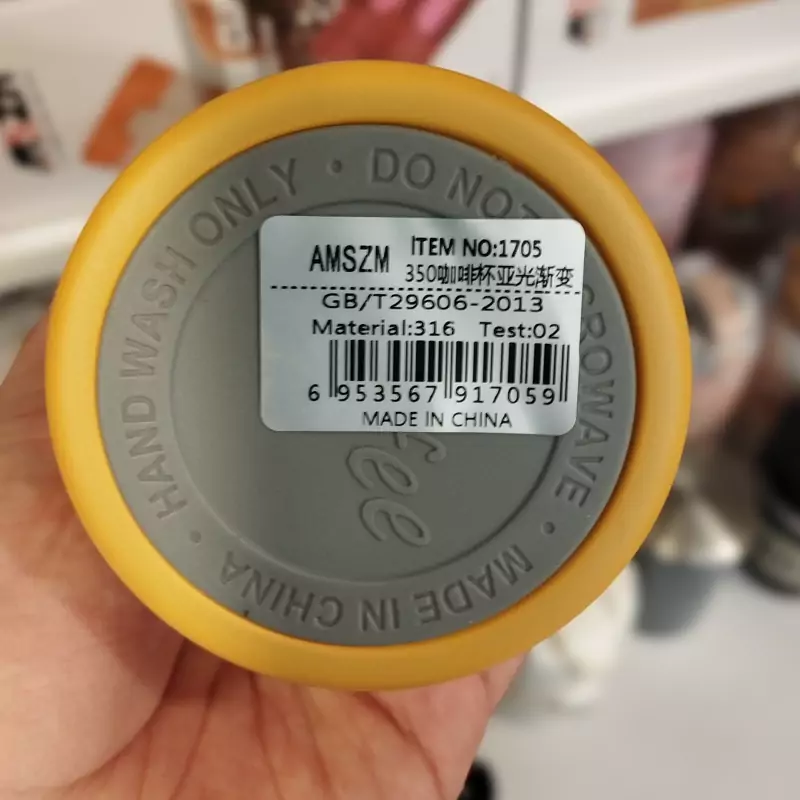 HAND WASH ONLY • DO NOT
CROWAVE • MADE IN CHINA •
AMSZM
ITEM NO:1705
350咖啡杯亚光渐变
GB/T29606-2013
Material:316 Test:02
6 953567 917059
MADE IN CHINA